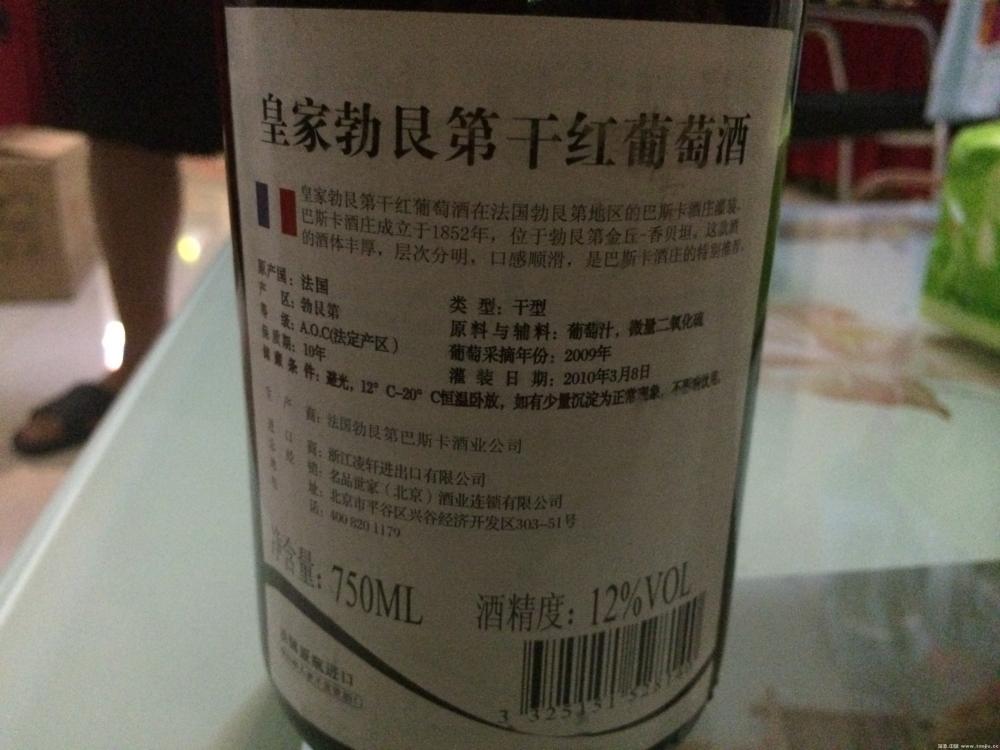 皇家勃艮第干红葡萄酒
皇家勃艮第干红葡萄酒在法国勃艮第地区的巴斯卡酒庄灌装。
巴斯卡酒庄成立于1852年，位于勃艮第金丘-香贝坦。这款酒
的酒体丰厚，层次分明，口感顺滑，是巴斯卡酒庄的特别推荐。
原产国：法国
产 区：勃艮第
类 型：干型
等 级：A.O.C(法定产区）
原料与辅料：葡萄汁，微量二氧化硫
保质期：10年
葡萄采摘年份：2009年
灌装日期：2010年3月8日
储藏条件：避光，12° C-20° C恒温卧放，如有少量沉淀为正常现象，不影响饮用。
生 产 商：法国勃艮第巴斯卡酒业公司
进 口 商：浙江凌轩进出口有限公司
经 销：名品世家（北京）酒业连锁有限公司
地 址：北京市平谷区兴谷经济开发区303-51号
电 话：400 820 1179
净含量：750ML
酒精度：12%VOL
原瓶进口
3 325151
www.cnspa.cc